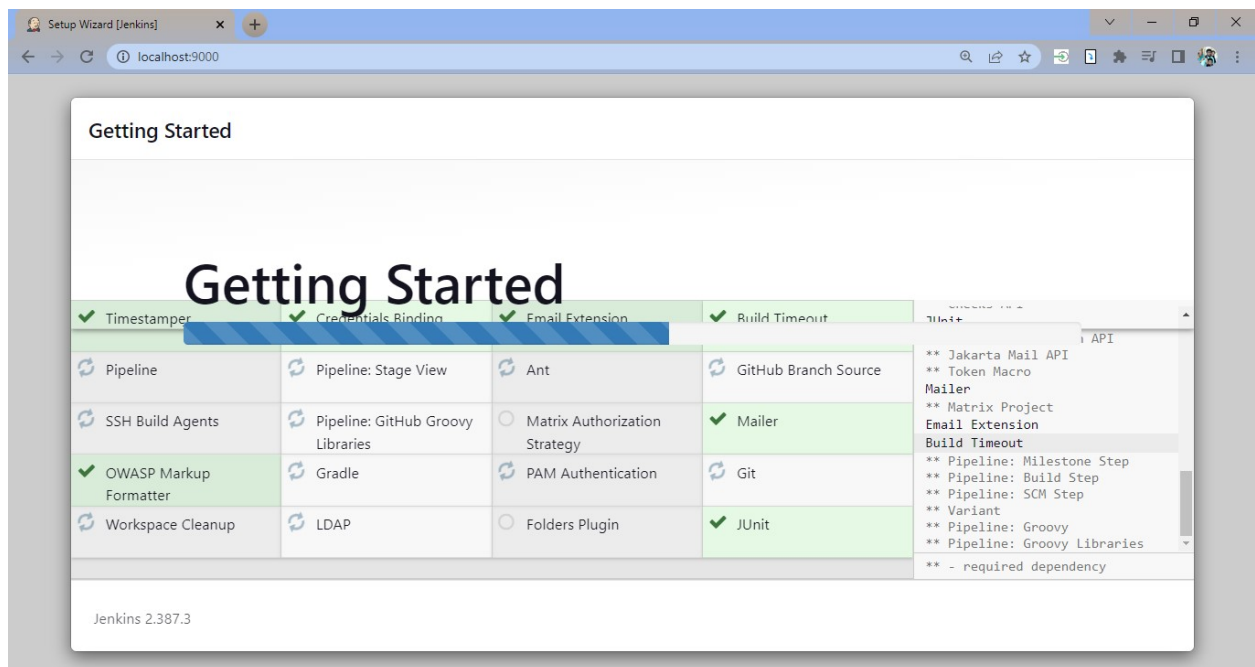 Setup Wizard [Jenkins]
localhost:9000
Getting Started
Getting Started
Timestamper
Credentials Binding
Email Extension
Build Timeout
Pipeline
Pipeline: Stage View
Ant
GitHub Branch Source
SSH Build Agents
Pipeline: GitHub Groovy
Libraries
Matrix Authorization
Strategy
Mailer
OWASP Markup
Formatter
Gradle
PAM Authentication
Git
Workspace Cleanup
LDAP
Folders Plugin
JUnit
JUnit
API
** Jakarta Mail API
** Token Macro
Mailer
** Matrix Project
Email Extension
Build Timeout
** Pipeline: Milestone Step
** Pipeline: Build Step
** Pipeline: SCM Step
** Variant
** Pipeline: Groovy
** Pipeline: Groovy Libraries
** - required dependency
Jenkins 2.387.3